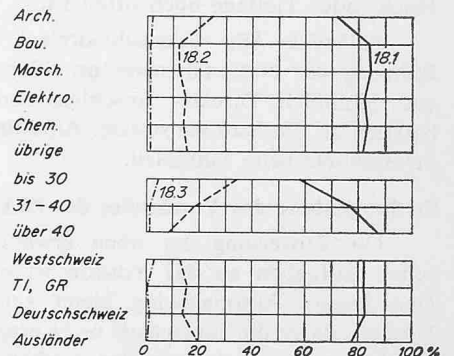 Arch.
Bau.
18.2 18.1
Masch.
Elektro.
Chem.
übrige
bis 30
18.3
31 - 40
über 40
Westschweiz
TI, GR
Deutschschweiz
Ausländer
0 20 40 60 80 100 %